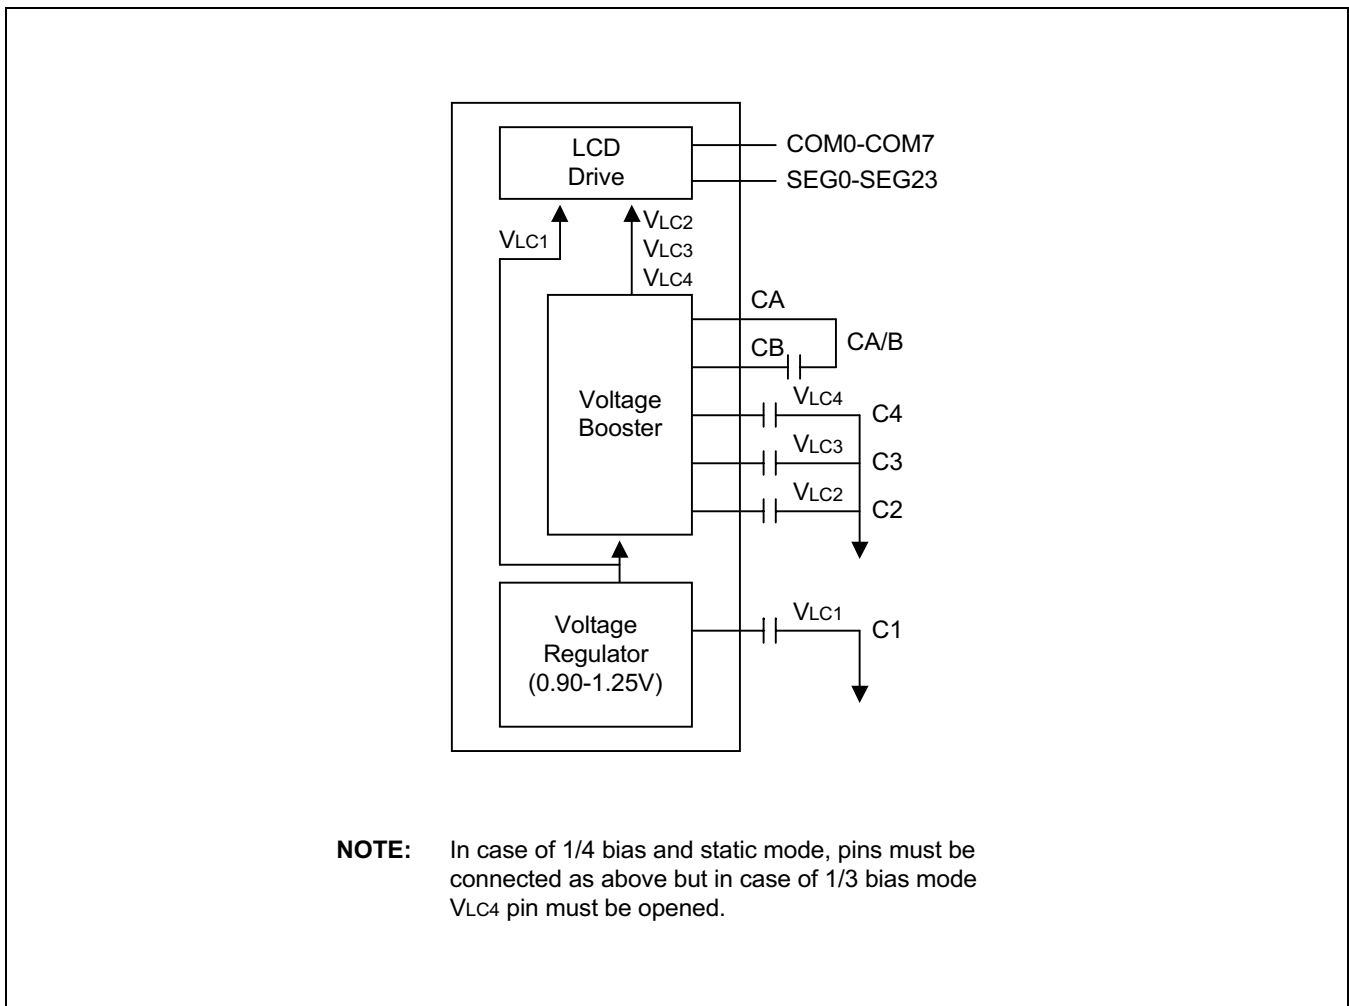 LCD
Drive
COM0-COM7
SEG0-SEG23
VLC1
VLC2
VLC3
VLC4
CA
CB
CA/B
Voltage
Booster
VLC4
C4
VLC3
C3
VLC2
C2
Voltage
Regulator
(0.90-1.25V)
VLC1
C1
NOTE: In case of 1/4 bias and static mode, pins must be
connected as above but in case of 1/3 bias mode
VLC4 pin must be opened.